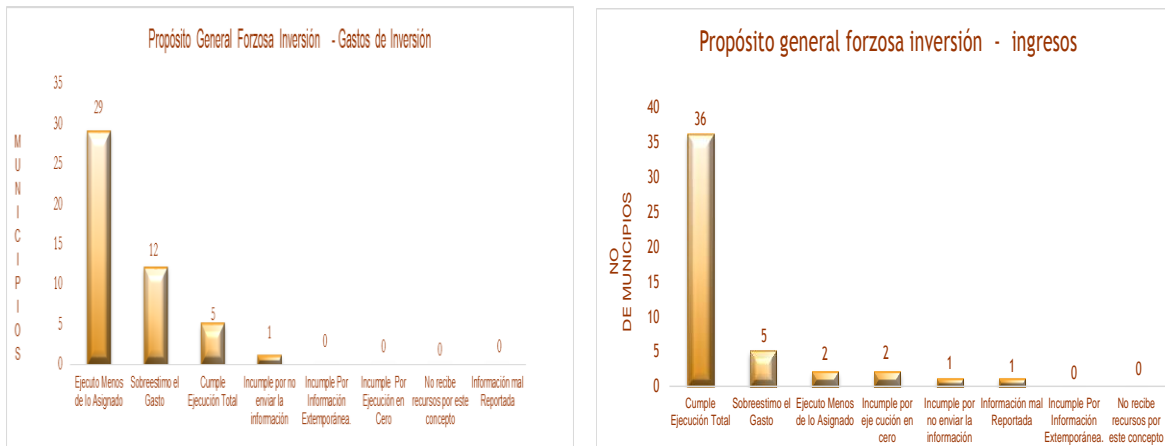 Propósito General Forzosa Inversión - Gastos de Inversión
MUNICIPIOS
35
30
25
20
15
10
5
0
29
12
5
1
0
0
0
0
Ejecuto Menos
de lo Asignado
Sobreestimo el
Gasto
Cumple
Ejecución Total
Incumple por no
enviar la
información
Incumple Por
Información
Extemporánea.
Incumple Por
Ejecución en
Cero
No recibe
recursos por este
concepto
Información mal
Reportada
Propósito general forzosa inversión - ingresos
NO
DE MUNICIPIOS
40
35
30
25
20
15
10
5
0
36
5
2
2
1
1
0
0
Cumple
Ejecución Total
Sobreestimo el
Gasto
Ejecuto Menos
de lo Asignado
Incumple por
eje cución en
cero
Incumple por
no enviar la
información
Información mal
Reportada
Incumple Por
Información
Extemporánea.
No recibe
recursos por
este concepto